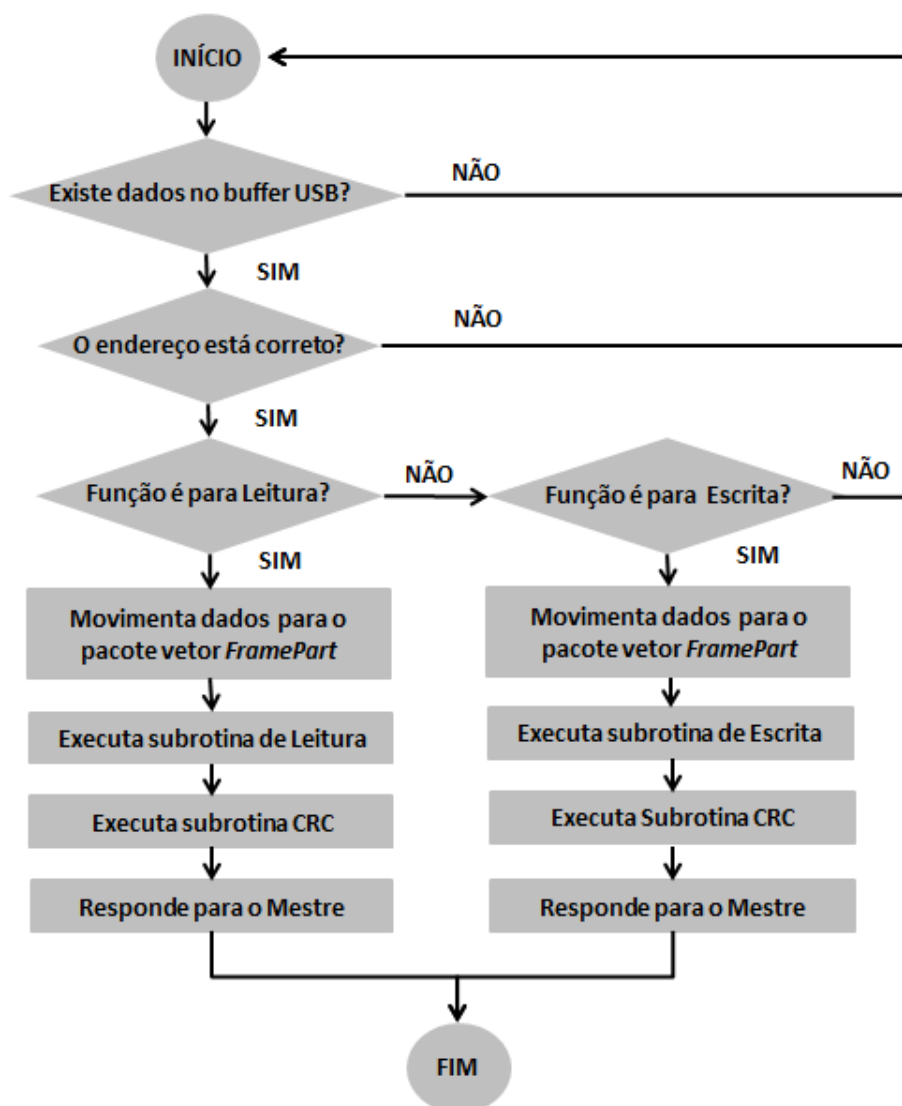 INÍCIO
Existe dados no buffer USB?
NÃO
SIM
O endereço está correto?
NÃO
SIM
Função é para Leitura?
NÃO
Função é para Escrita?
NÃO
SIM
SIM
Movimenta dados para o
pacote vetor FramePart
Movimenta dados para o
pacote vetor FramePart
Executa subrotina de Leitura
Executa subrotina de Escrita
Executa subrotina CRC
Executa Subrotina CRC
Responde para o Mestre
Responde para o Mestre
FIM